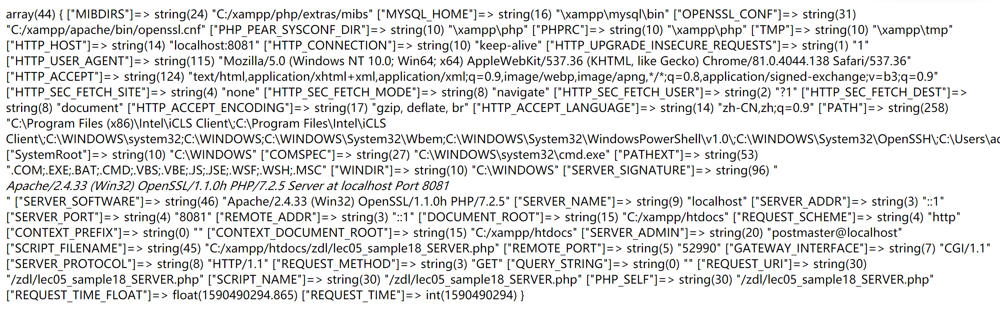 array(44) { ["MIBDIRS"]=> string(24) "C:/xampp/php/extras/mibs" ["MYSQL_HOME"]=> string(16) "\xampp\mysql\bin" ["OPENSSL_CONF"]=> string(31)
"C:/xampp/apache/bin/openssl.cnf" ["PHP_PEAR_SYSCONF_DIR"]=> string(10) "\xampp\php" ["PHPRC"]=> string(10) "\xampp\php" ["TMP"]=> string(10) "\xampp\tmp"
["HTTP_HOST"]=> string(14) "localhost:8081" ["HTTP_CONNECTION"]=> string(10) "keep-alive" ["HTTP_UPGRADE_INSECURE_REQUESTS"]=> string(1) "1"
["HTTP_USER_AGENT"]=> string(115) "Mozilla/5.0 (Windows NT 10.0; Win64; x64) AppleWebKit/537.36 (KHTML, like Gecko) Chrome/81.0.4044.138 Safari/537.36"
["HTTP_ACCEPT"]=> string(124) "text/html,application/xhtml+xml,application/xml;q=0.9,image/webp,image/apng,*/*;q=0.8,application/signed-exchange;v=b3;q=0.9"
["HTTP_SEC_FETCH_SITE"]=> string(4) "none" ["HTTP_SEC_FETCH_MODE"]=> string(8) "navigate" ["HTTP_SEC_FETCH_USER"]=> string(2) "?1" ["HTTP_SEC_FETCH_DEST"]=>
string(8) "document" ["HTTP_ACCEPT_ENCODING"]=> string(17) "gzip, deflate, br" ["HTTP_ACCEPT_LANGUAGE"]=> string(14) "zh-CN,zh;q=0.9" ["PATH"]=> string(258)
"C:\Program Files (x86)\Intel\iCLS Client\;C:\Program Files\Intel\iCLS
Client\;C:\WINDOWS\system32;C:\WINDOWS;C:\WINDOWS\System32\Wbem;C:\WINDOWS\System32\WindowsPowerShell\v1.0\;C:\WINDOWS\System32\OpenSSH\;C:\Users\
["SystemRoot"]=> string(10) "C:\WINDOWS" ["COMSPEC"]=> string(27) "C:\WINDOWS\system32\cmd.exe" ["PATHEXT"]=> string(53)
".COM;.EXE;.BAT;.CMD;.VBS;.VBE;.JS;.JSE;.WSF;.WSH;.MSC" ["WINDIR"]=> string(10) "C:\WINDOWS" ["SERVER_SIGNATURE"]=> string(96) "
Apache/2.4.33 (Win32) OpenSSL/1.1.0h PHP/7.2.5 Server at localhost Port 8081
" ["SERVER_SOFTWARE"]=> string(46) "Apache/2.4.33 (Win32) OpenSSL/1.1.0h PHP/7.2.5" ["SERVER_NAME"]=> string(9) "localhost" ["SERVER_ADDR"]=> string(3) "::1"
["SERVER_PORT"]=> string(4) "8081" ["REMOTE_ADDR"]=> string(3) "::1" ["DOCUMENT_ROOT"]=> string(15) "C:/xampp/htdocs" ["REQUEST_SCHEME"]=> string(4) "http"
["CONTEXT_PREFIX"]=> string(0) "" ["CONTEXT_DOCUMENT_ROOT"]=> string(15) "C:/xampp/htdocs" ["SERVER_ADMIN"]=> string(20) "postmaster@localhost"
["SCRIPT_FILENAME"]=> string(45) "C:/xampp/htdocs/zdl/lec05_sample18_SERVER.php" ["REMOTE_PORT"]=> string(5) "52990" ["GATEWAY_INTERFACE"]=> string(7) "CGI/1.1"
["SERVER_PROTOCOL"]=> string(8) "HTTP/1.1" ["REQUEST_METHOD"]=> string(3) "GET" ["QUERY_STRING"]=> string(0) "" ["REQUEST_URI"]=> string(30)
"/zdl/lec05_sample18_SERVER.php" ["SCRIPT_NAME"]=> string(30) "/zdl/lec05_sample18_SERVER.php" ["PHP_SELF"]=> string(30) "/zdl/lec05_sample18_SERVER.php"
["REQUEST_TIME_FLOAT"]=> float(1590490294.865) ["REQUEST_TIME"]=> int(1590490294) }